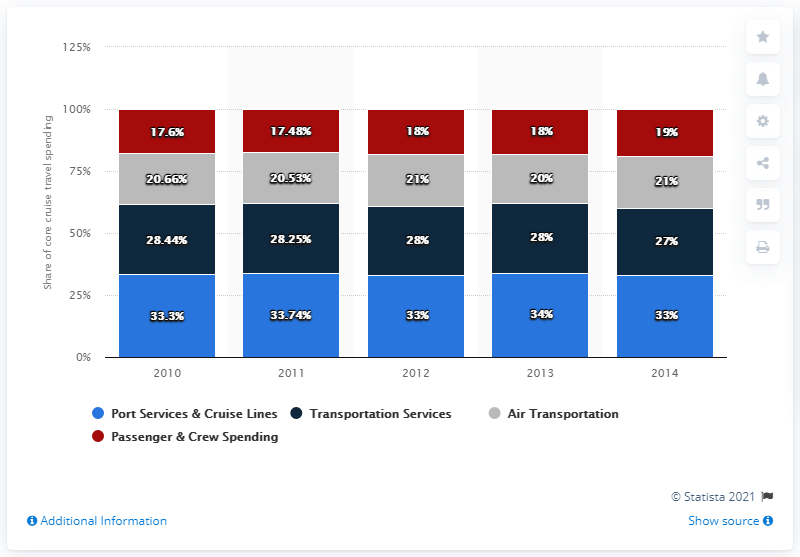 Share of core cruise travel spending
125%
100%
75%
50%
25%
0%
17.6% 17.48% 18% 18% 19%
20.66% 20.53% 21% 20% 21%
28.44% 28.25% 28% 28% 27%
33.3% 33.74% 33% 34% 33%
2010 2011 2012 2013 2014
Port Services & Cruise Lines Transportation Services Air Transportation
Passenger & Crew Spending
© Statista 2021
Additional Information Show source